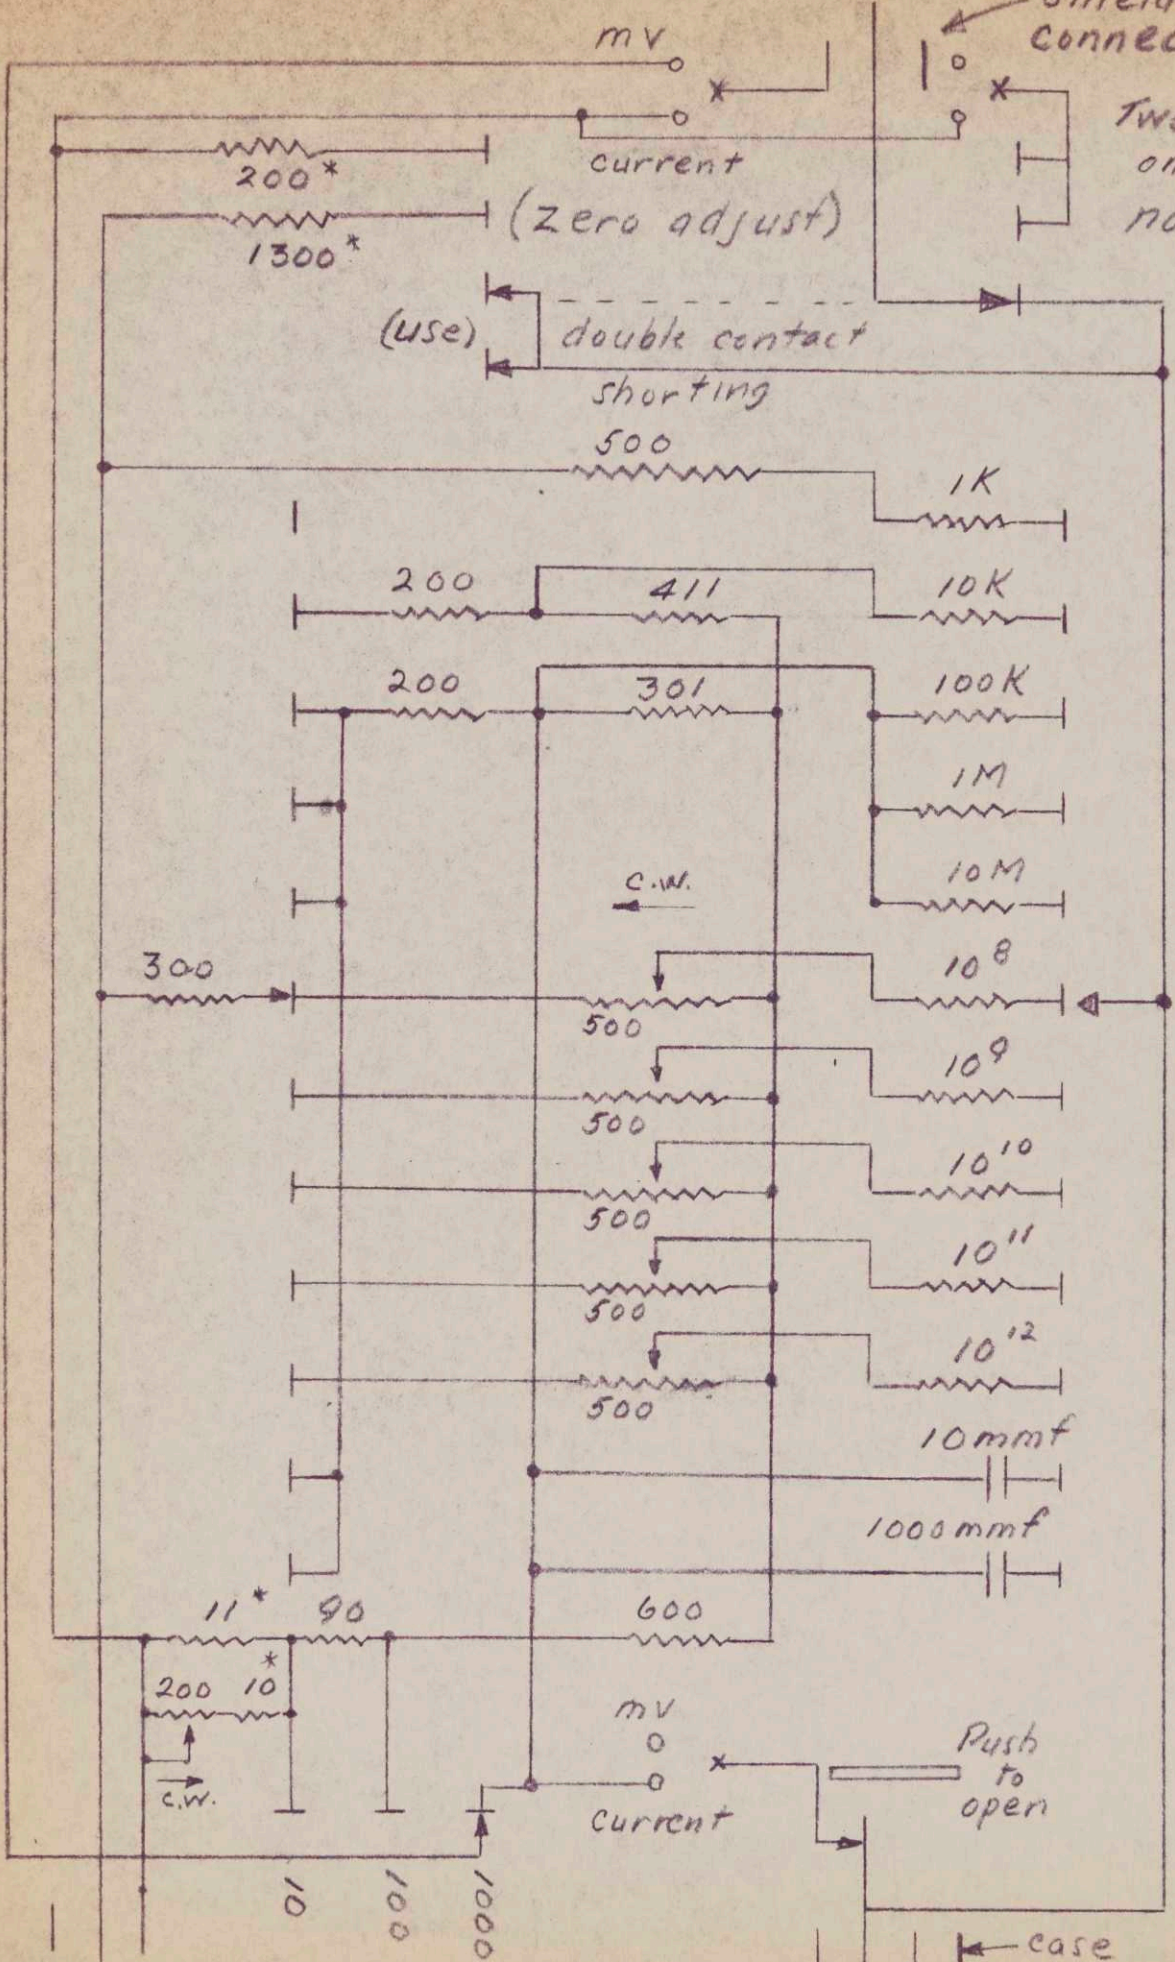 mv
connec
current
200*
1300*
(zero adjust)
(use)
double contact
shorting
500
1K
200
411
10K
200
301
100K
1M
10M
c.w.
300
500
10⁸
500
10⁹
500
10¹⁰
500
10¹¹
500
10¹²
10mmf
1000mmf
11*
90
600
200
10*
c.w.
mv
current
Push
to
open
10
100
1000
case